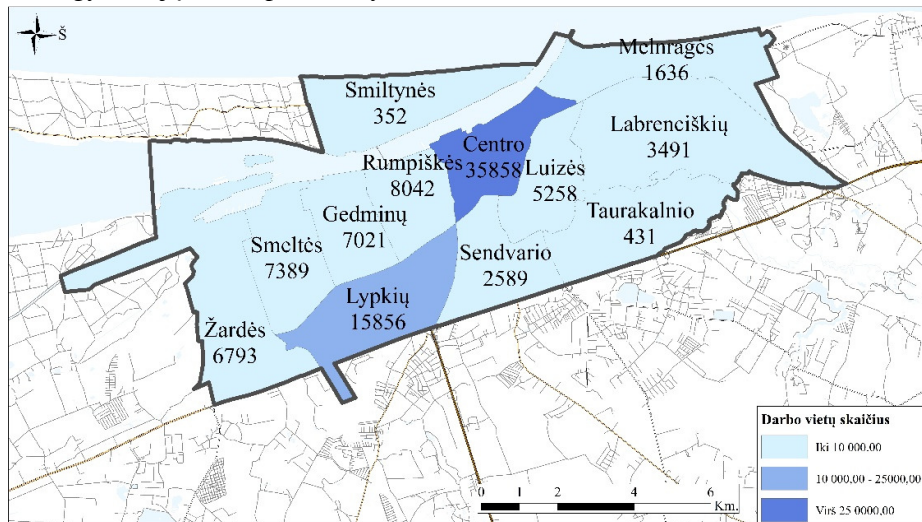 Š
Melnragės
1636
Smiltynės
352
Labrenciškių
3491
Centro
35858
Rumpiškės
8042
Luizės
5258
Gedminų
7021
Taurakalnio
431
Smeltės
7389
Sendvario
2589
Lypkių
15856
Žardės
6793
Darbo vietų skaičius
Iki 10 000,00
10 000,00 - 25000,00
Virš 25 0000,00
0 1 2 4 6
Km.